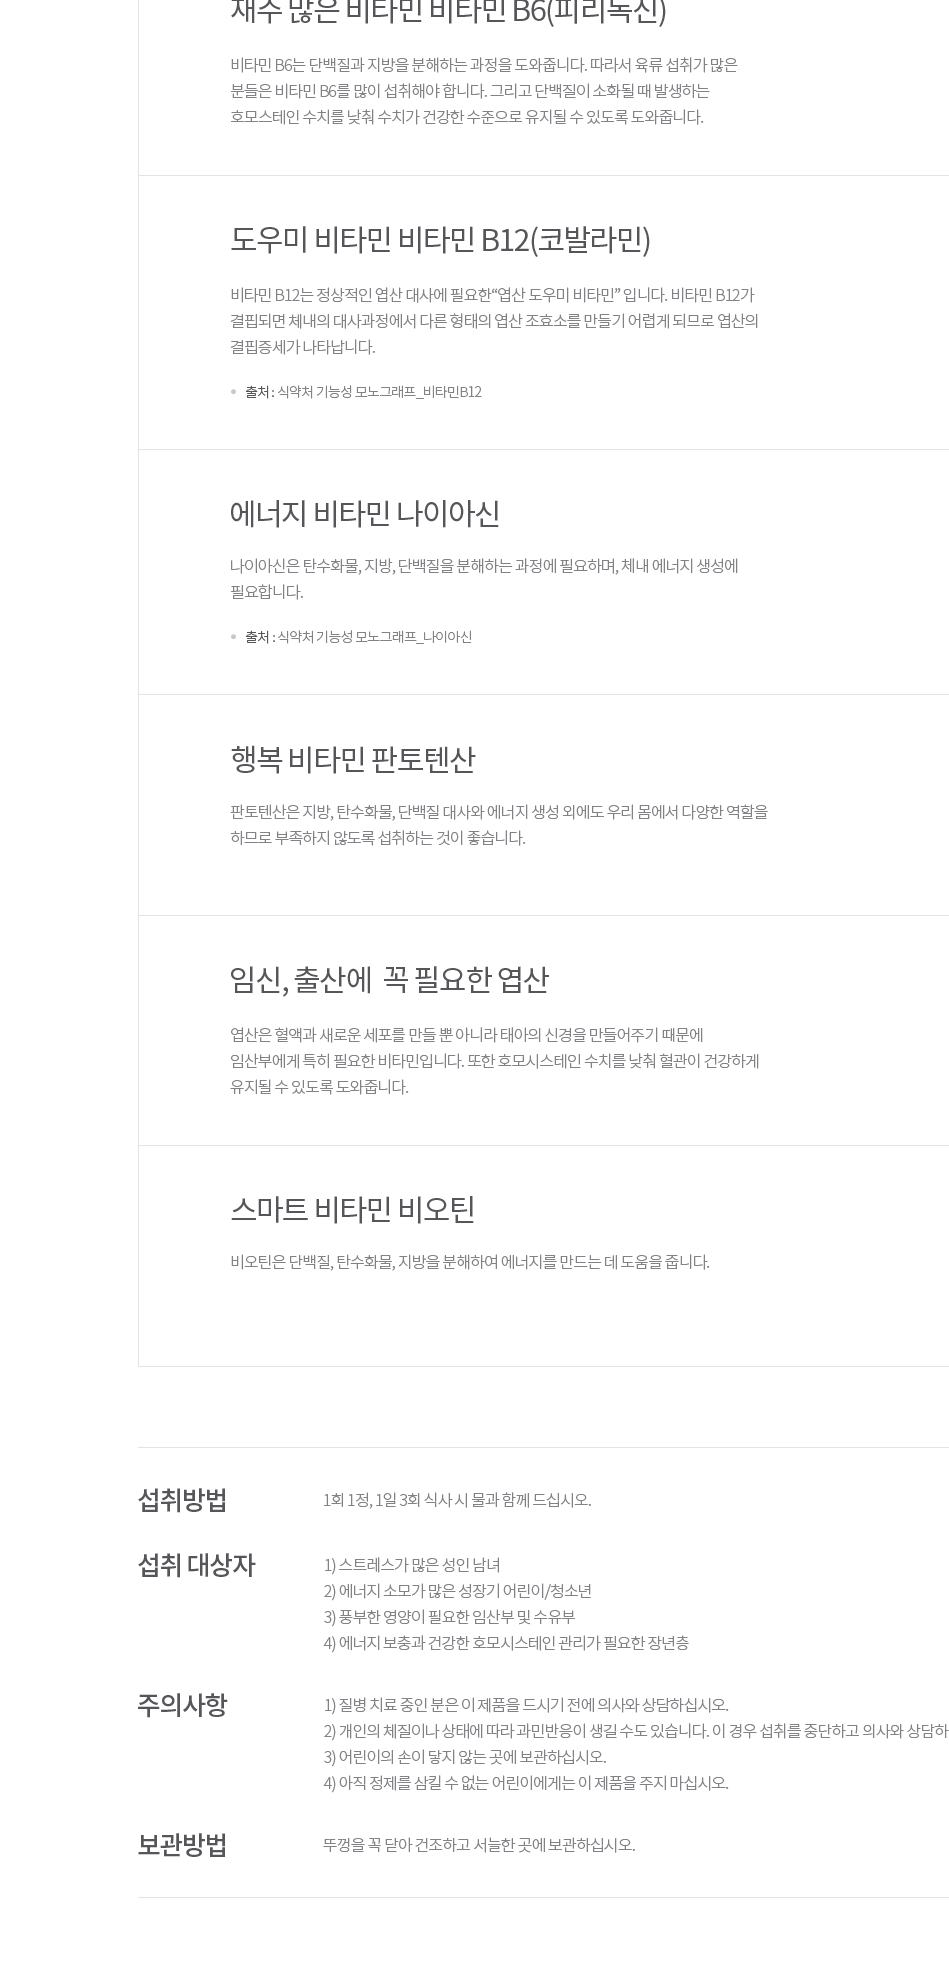 재주 많은 비타민 비타민 B6(피리독신)
비타민 B6는 단백질과 지방을 분해하는 과정을 도와줍니다. 따라서 육류 섭취가 많은
분들은 비타민 B6를 많이 섭취해야 합니다. 그리고 단백질이 소화될 때 발생하는
호모스테인 수치를 낮춰 수치가 건강한 수준으로 유지될 수 있도록 도와줍니다.
도우미 비타민 비타민 B12(코발라민)
비타민 B12는 정상적인 엽산 대사에 필요한“엽산 도우미 비타민” 입니다. 비타민 B12가
결핍되면 체내의 대사과정에서 다른 형태의 엽산 조효소를 만들기 어렵게 되므로 엽산의
결핍증세가 나타납니다.
• 출처 : 식약처 기능성 모노그래프_비타민B12
에너지 비타민 나이아신
나이아신은 탄수화물, 지방, 단백질을 분해하는 과정에 필요하며, 체내 에너지 생성에
필요합니다.
• 출처 : 식약처 기능성 모노그래프_나이아신
행복 비타민 판토텐산
판토텐산은 지방, 탄수화물, 단백질 대사와 에너지 생성 외에도 우리 몸에서 다양한 역할을
하므로 부족하지 않도록 섭취하는 것이 좋습니다.
임신, 출산에 꼭 필요한 엽산
엽산은 혈액과 새로운 세포를 만들 뿐 아니라 태아의 신경을 만들어주기 때문에
임산부에게 특히 필요한 비타민입니다. 또한 호모시스테인 수치를 낮춰 혈관이 건강하게
유지될 수 있도록 도와줍니다.
스마트 비타민 비오틴
비오틴은 단백질, 탄수화물, 지방을 분해하여 에너지를 만드는 데 도움을 줍니다.
섭취방법 1회 1정, 1일 3회 식사 시 물과 함께 드십시오.
섭취 대상자 1) 스트레스가 많은 성인 남녀
2) 에너지 소모가 많은 성장기 어린이/청소년
3) 풍부한 영양이 필요한 임산부 및 수유부
4) 에너지 보충과 건강한 호모시스테인 관리가 필요한 장년층
주의사항 1) 질병 치료 중인 분은 이 제품을 드시기 전에 의사와 상담하십시오.
2) 개인의 체질이나 상태에 따라 과민반응이 생길 수도 있습니다. 이 경우 섭취를 중단하고 의사와 상담하
3) 어린이의 손이 닿지 않는 곳에 보관하십시오.
4) 아직 정제를 삼킬 수 없는 어린이에게는 이 제품을 주지 마십시오.
보관방법 뚜껑을 꼭 닫아 건조하고 서늘한 곳에 보관하십시오.